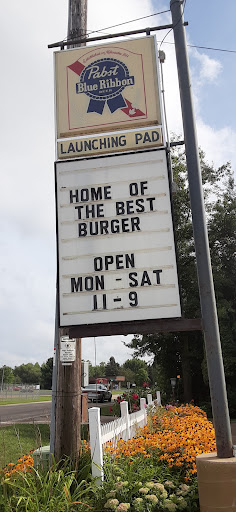 Pabst
Blue Ribbon
LAUNCHING PAD
HOME OF
THE BEST
BURGER
OPEN
MON - SAT
11 - 9